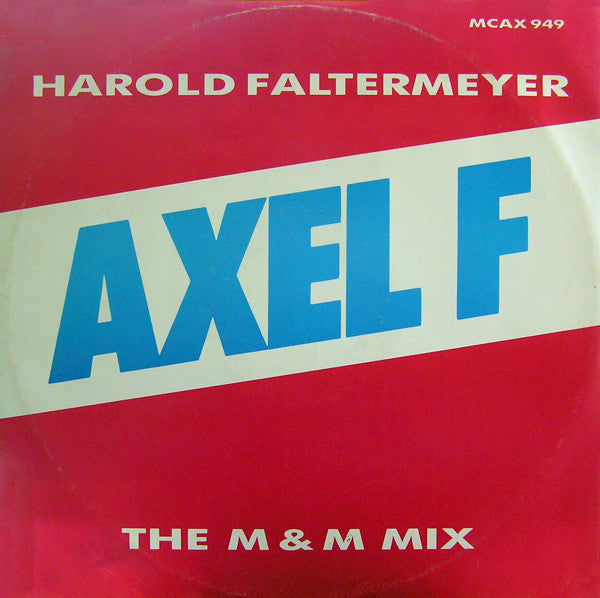 MCAX 949
HAROLD FALTERMEYER
AXEL F
THE M & M MIX